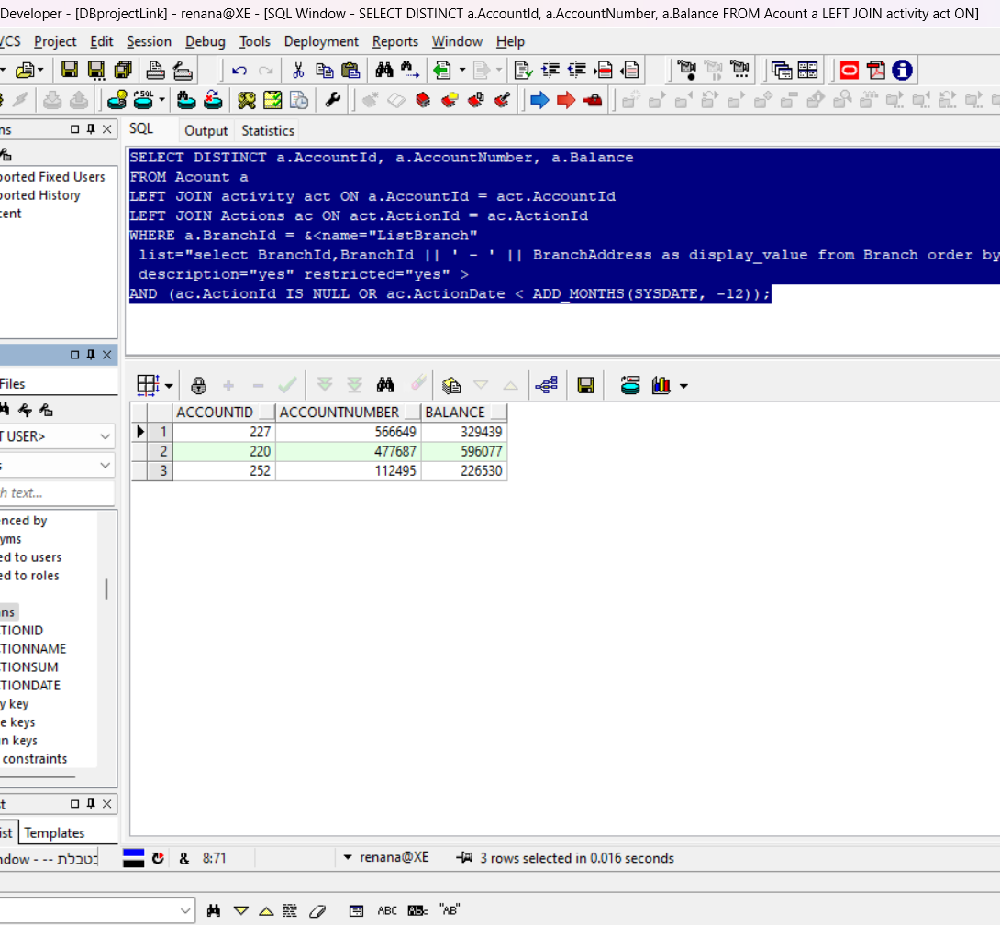 Developer - [DBprojectLink] - renana@XE - [SQL Window - SELECT DISTINCT a.AccountId, a.AccountNumber, a.Balance FROM Acount a LEFT JOIN activity act ON]
VCS Project Edit Session Debug Tools Deployment Reports Window Help
SQL Output Statistics
SELECT DISTINCT a.AccountId, a.AccountNumber, a.Balance
FROM Acount a
LEFT JOIN activity act ON a.AccountId = act.AccountId
LEFT JOIN Actions ac ON act.ActionId = ac.ActionId
WHERE a.BranchId = &<name="ListBranch"
list="select BranchId,BranchId || ' - ' || BranchAddress as display_value from Branch order by
description="yes" restricted="yes" >
AND (ac.ActionId IS NULL OR ac.ActionDate < ADD_MONTHS(SYSDATE, -12));
ported Fixed Users
ported History
cent
Files
T USER>
h text...
enced by
yms
ed to users
ed to roles
ns
CTIONID
CTIONNAME
CTIONSUM
CTIONDATE
y key
e keys
n keys
constraints
ist Templates
ndow - -- בטבלת
ACCOUNTID ACCOUNTNUMBER BALANCE
1 227 566649 329439
2 220 477687 596077
3 252 112495 226530
& 8:71 renana@XE 3 rows selected in 0.016 seconds
ABC ABc "AB"